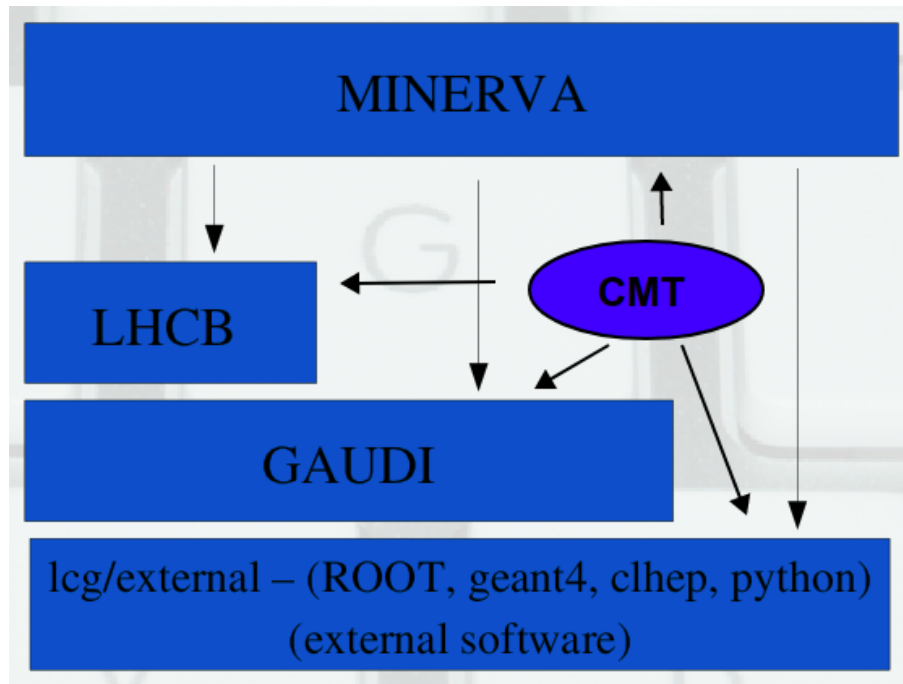 MINERVA
CMT
LHCB
GAUDI
lcg/external – (ROOT, geant4, clhep, python)
(external software)
G